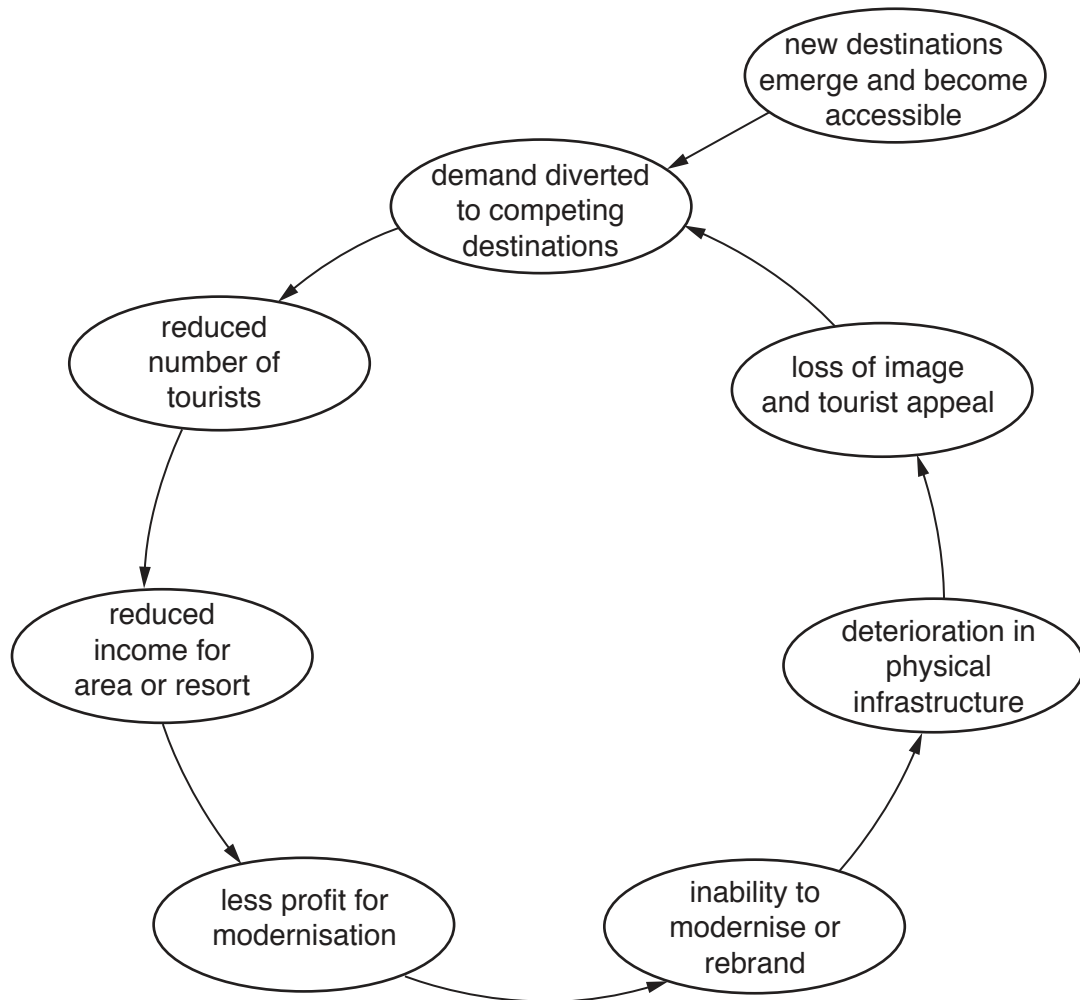 new destinations
emerge and become
accessible
demand diverted
to competing
destinations
reduced
number of
tourists
loss of image
and tourist appeal
reduced
income for
area or resort
deterioration in
physical
infrastructure
less profit for
modernisation
inability to
modernise or
rebrand